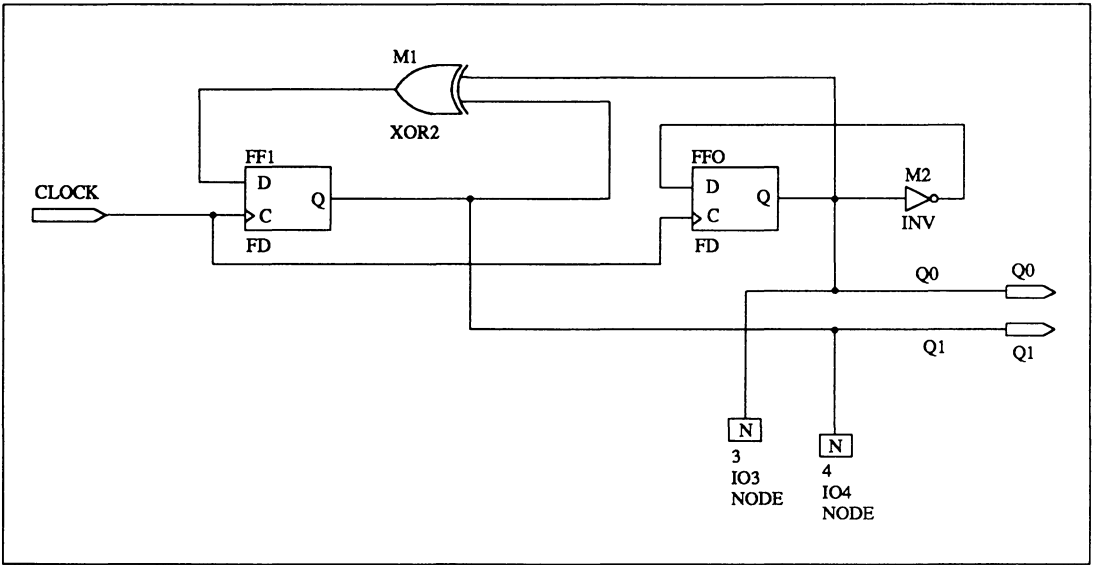 M1
XOR2
FF1
D
Q
C
FD
CLOCK
FFO
D
Q
C
FD
M2
INV
Q0
Q0
Q1
Q1
N
3
IO3
NODE
N
4
IO4
NODE